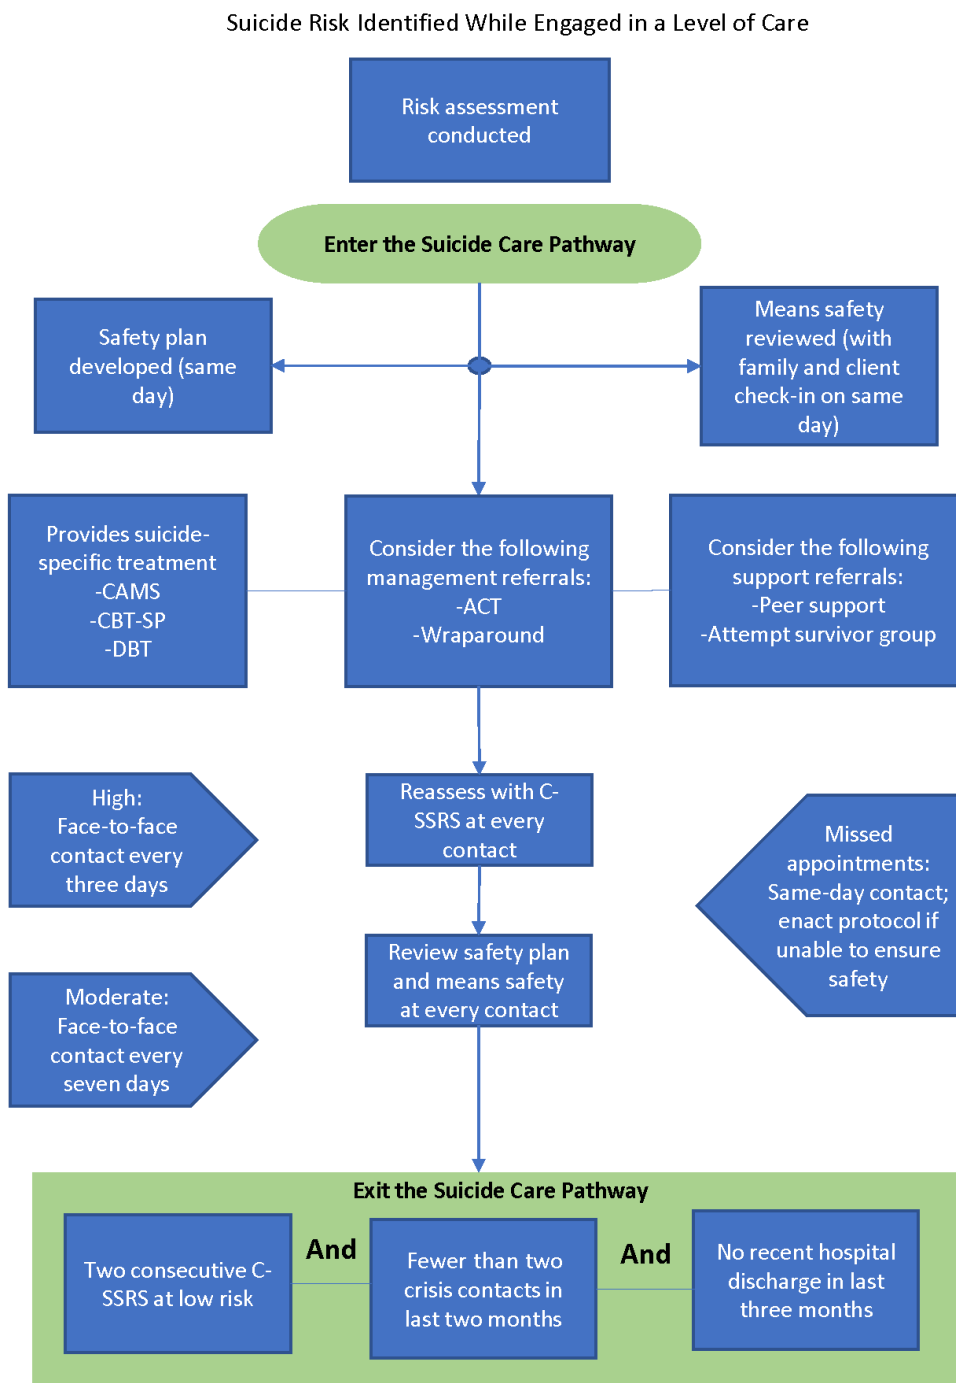 Suicide Risk Identified While Engaged in a Level of Care
Risk assessment
conducted
Enter the Suicide Care Pathway
Safety plan
developed (same
day)
Means safety
reviewed (with
family and client
check-in on same
day)
Provides suicide-
specific treatment
-CAMS
-CBT-SP
-DBT
Consider the following
management referrals:
-ACT
-Wraparound
Consider the following
support referrals:
-Peer support
-Attempt survivor group
High:
Face-to-face
contact every
three days
Reassess with C-
SSRS at every
contact
Missed
appointments:
Same-day contact;
enact protocol if
unable to ensure
safety
Review safety plan
and means safety
at every contact
Moderate:
Face-to-face
contact every
seven days
Exit the Suicide Care Pathway
Two consecutive C-
SSRS at low risk
And
Fewer than two
crisis contacts in
last two months
And
No recent hospital
discharge in last
three months